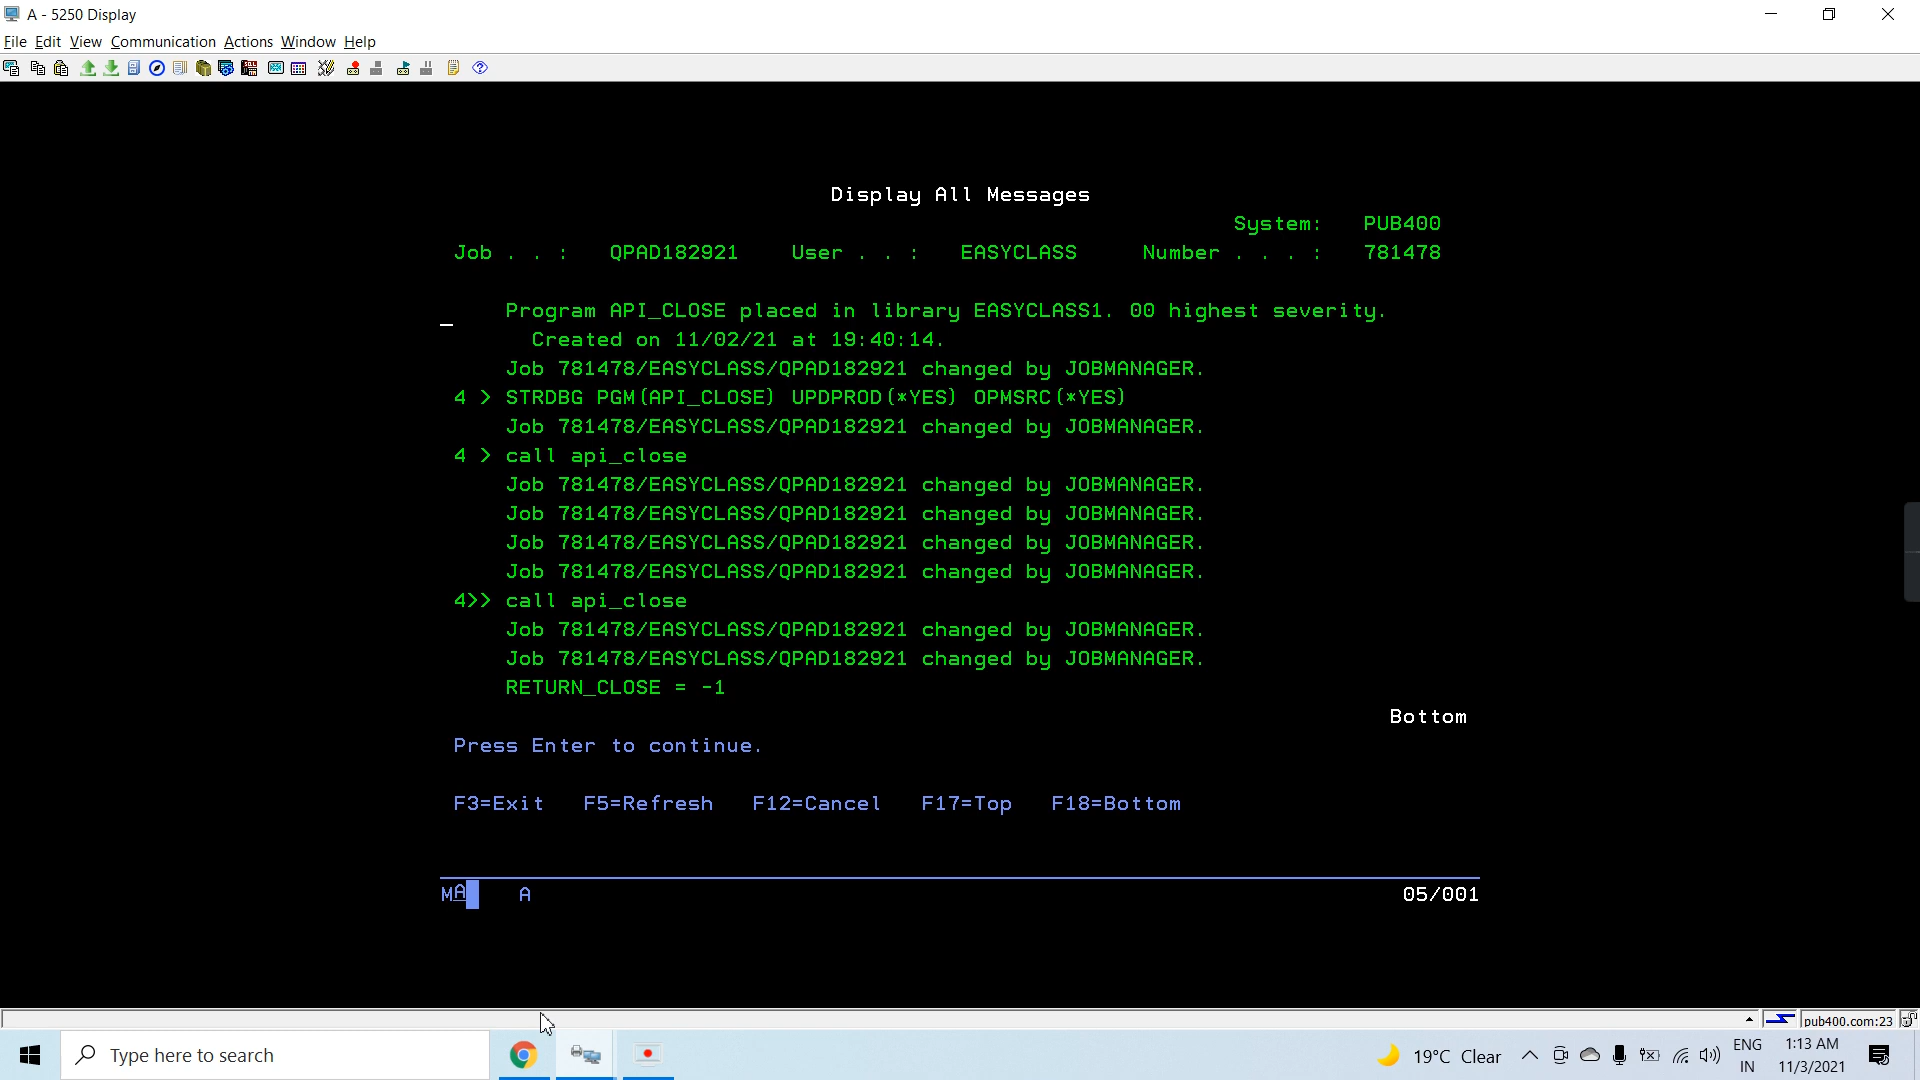 A - 5250 Display
File Edit View Communication Actions Window Help
Display All Messages
System: PUB400
Job . . : QPAD182921 User . . : EASYCLASS Number . . . : 781478
Program API_CLOSE placed in library EASYCLASS1. 00 highest severity.
Created on 11/02/21 at 19:40:14.
Job 781478/EASYCLASS/QPAD182921 changed by JOBMANAGER.
4 > STRDBG PGM(API_CLOSE) UPDPROD(*YES) OPMSRC(*YES)
Job 781478/EASYCLASS/QPAD182921 changed by JOBMANAGER.
4 > call api_close
Job 781478/EASYCLASS/QPAD182921 changed by JOBMANAGER.
Job 781478/EASYCLASS/QPAD182921 changed by JOBMANAGER.
Job 781478/EASYCLASS/QPAD182921 changed by JOBMANAGER.
Job 781478/EASYCLASS/QPAD182921 changed by JOBMANAGER.
4>> call api_close
Job 781478/EASYCLASS/QPAD182921 changed by JOBMANAGER.
Job 781478/EASYCLASS/QPAD182921 changed by JOBMANAGER.
RETURN_CLOSE = -1
Bottom
Press Enter to continue.
F3=Exit F5=Refresh F12=Cancel F17=Top F18=Bottom
MA A 05/001
pub400.com:23
Type here to search
19°C Clear
ENG
IN
1:13 AM
11/3/2021